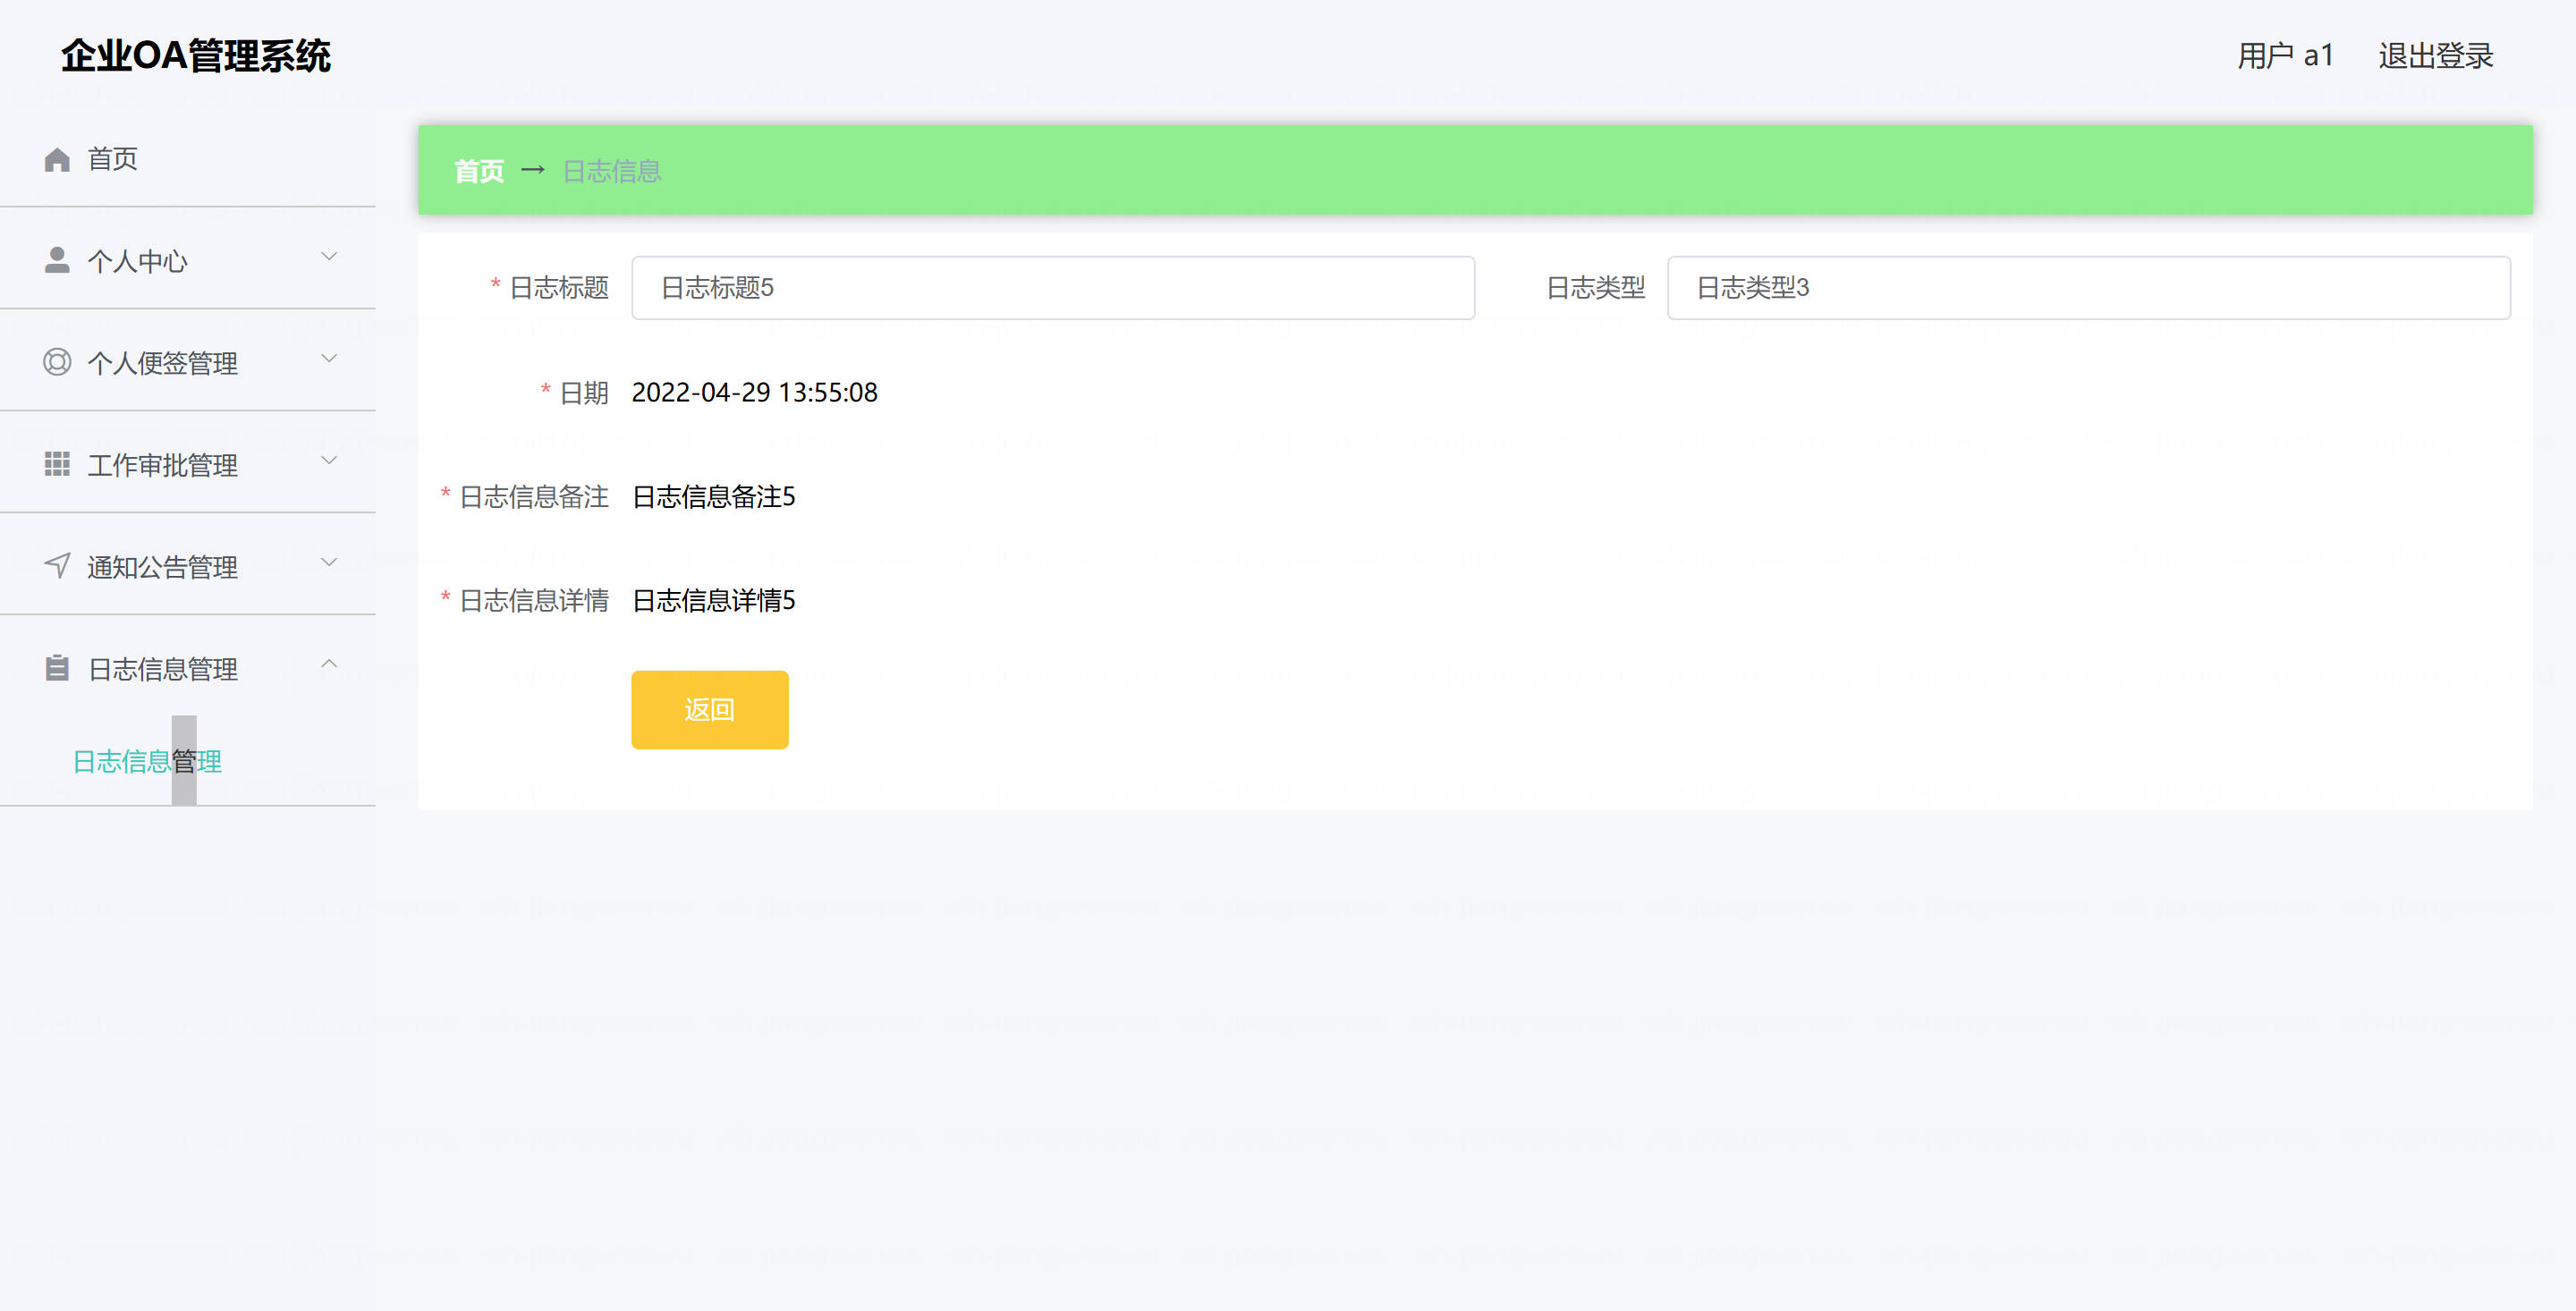 企业OA管理系统
用户 a1
退出登录
首页
个人中心
个人便签管理
工作审批管理
通知公告管理
日志信息管理
日志信息管理
首页 → 日志信息
* 日志标题 日志标题5
日志类型 日志类型3
* 日期 2022-04-29 13:55:08
* 日志信息备注 日志信息备注5
* 日志信息详情 日志信息详情5
返回